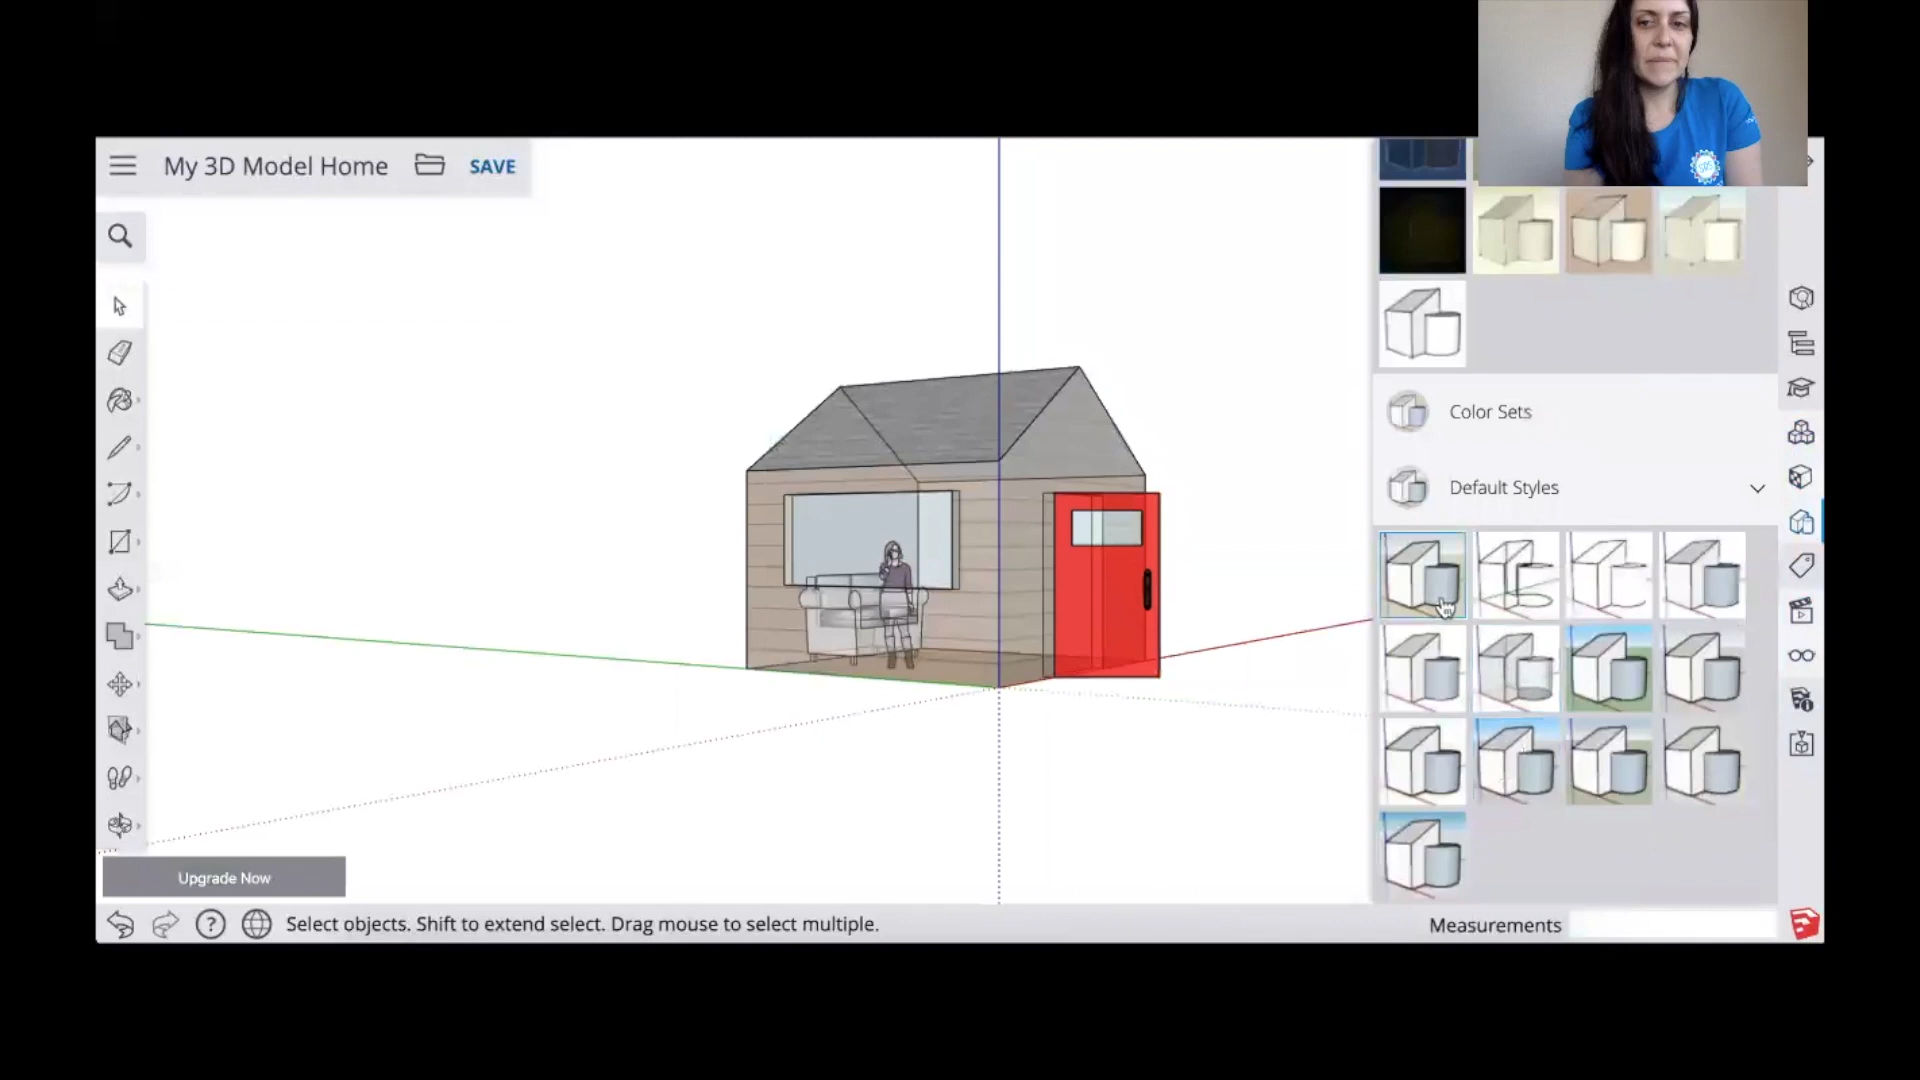 My 3D Model Home
SAVE
Color Sets
Default Styles
Upgrade Now
Select objects. Shift to extend select. Drag mouse to select multiple.
Measurements